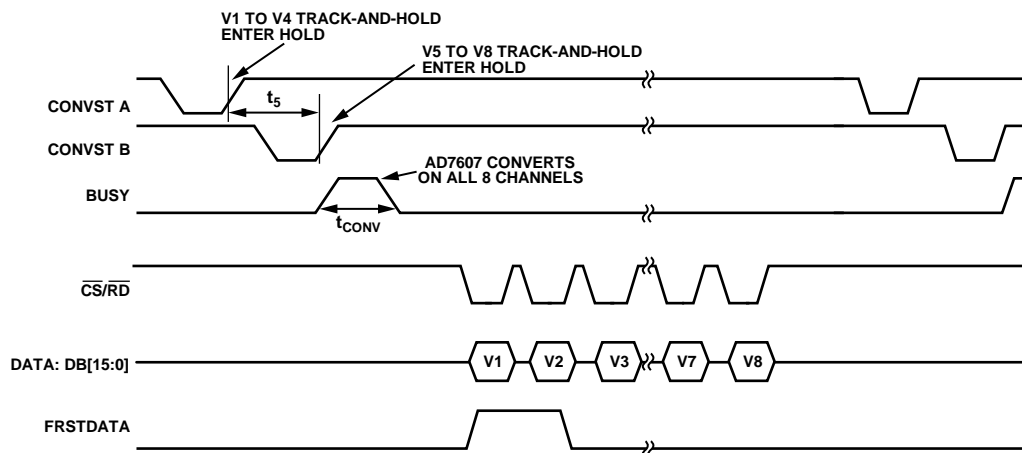 V1 TO V4 TRACK-AND-HOLD
ENTER HOLD
V5 TO V8 TRACK-AND-HOLD
ENTER HOLD
CONVST A
t5
CONVST B
AD7607 CONVERTS
ON ALL 8 CHANNELS
BUSY
tCONV
CS/RD
DATA: DB[15:0]
V1
V2
V3
V7
V8
FRSTDATA